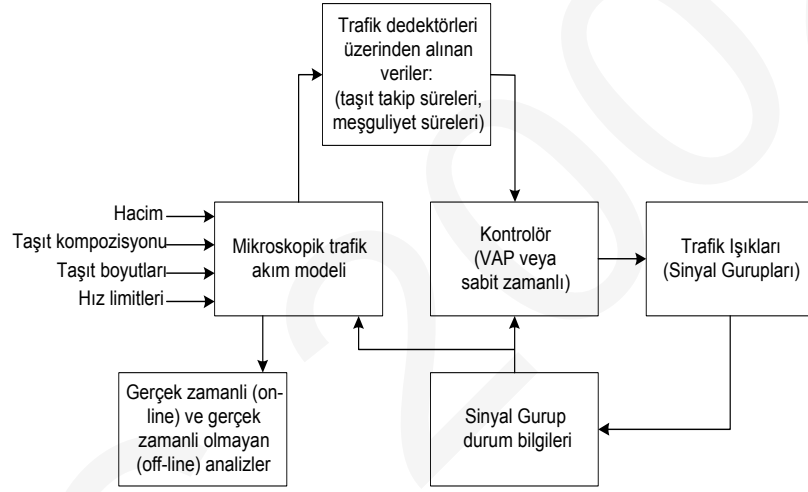 Trafik dedektörleri
üzerinden alınan
veriler:
(taşıt takip süreleri,
meşguliyet süreleri)
Hacim
Taşıt kompozisyonu
Taşıt boyutları
Hız limitleri
Mikroskopik trafik
akım modeli
Kontrolör
(VAP veya
sabit zamanlı)
Trafik Işıkları
(Sinyal Gurupları)
Gerçek zamanli (on-
line) ve gerçek
zamanli olmayan
(off-line) analizler
Sinyal Gurup
durum bilgileri